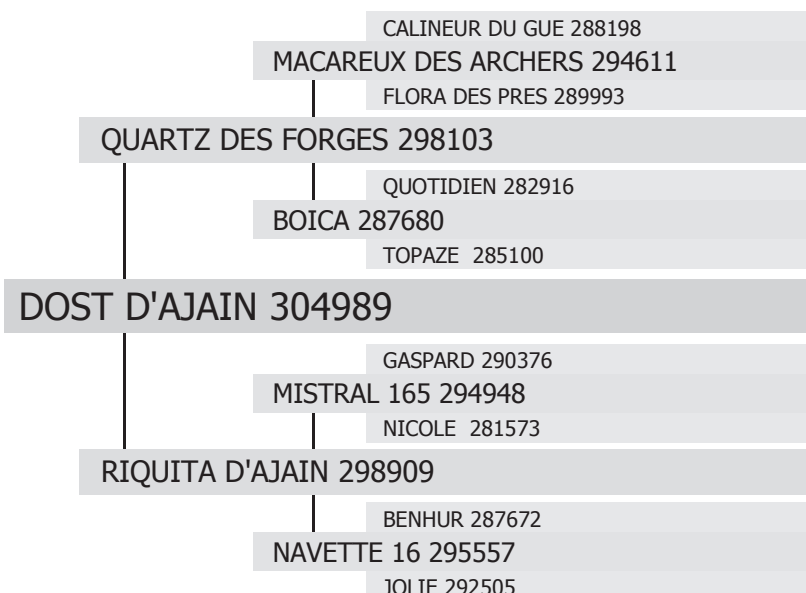 CALINEUR DU GUE 288198
MACAREUX DES ARCHERS 294611
FLORA DES PRES 289993
QUARTZ DES FORGES 298103
QUOTIDIEN 282916
BOICA 287680
TOPAZE 285100
DOST D'AJAIN 304989
GASPARD 290376
MISTRAL 165 294948
NICOLE 281573
RIQUITA D'AJAIN 298909
BENHUR 287672
NAVETTE 16 295557
JOLIE 292505